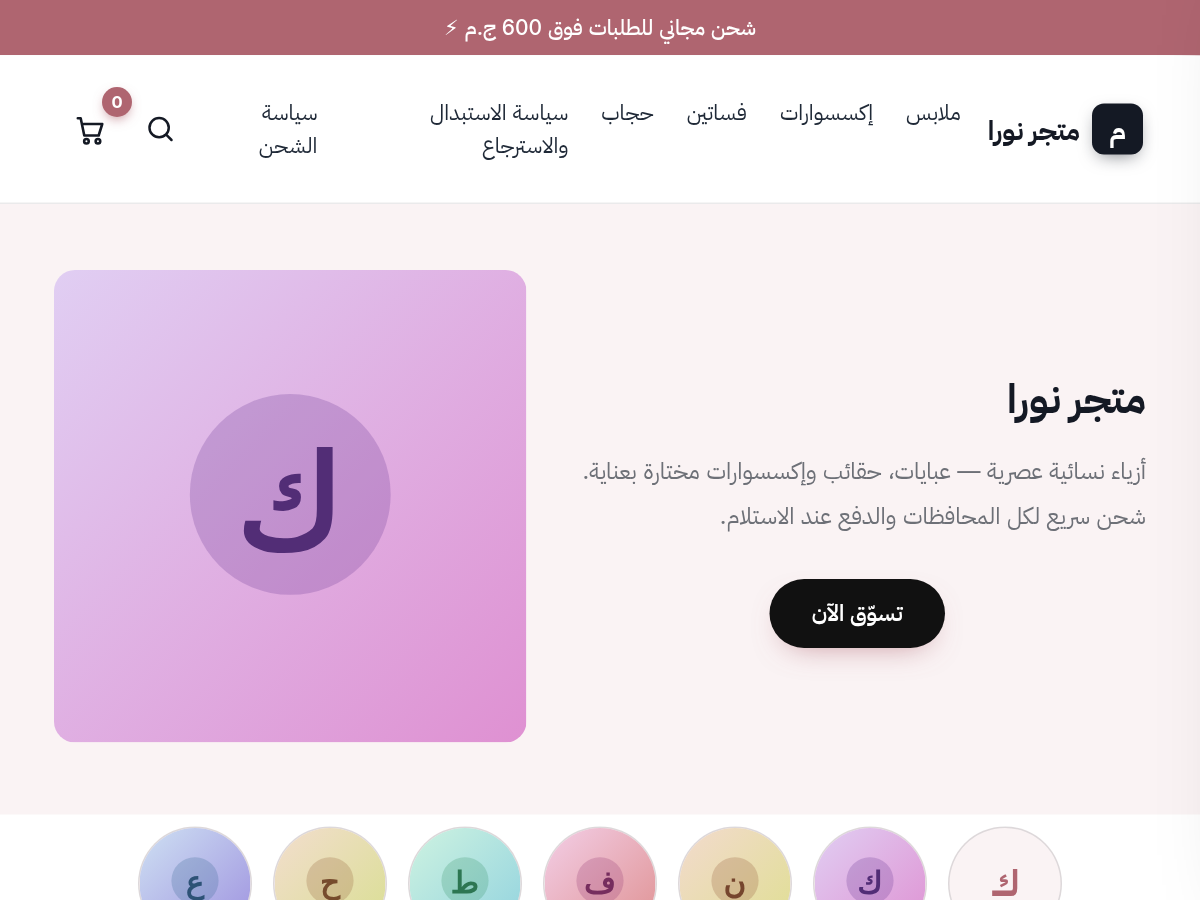 شحن مجاني للطلبات فوق 600 ج.م ⚡
م
متجر نورا
ملابس
إكسسوارات
فساتين
حجاب
سياسة الاستبدال
والاسترجاع
سياسة
الشحن
0
متجر نورا
أزياء نسائية عصرية — عبايات، حقائب وإكسسوارات مختارة بعناية.
شحن سريع لكل المحافظات والدفع عند الاستلام.
تسوّق الآن
ك
كـ
ك
ن
ف
ط
ح
ع